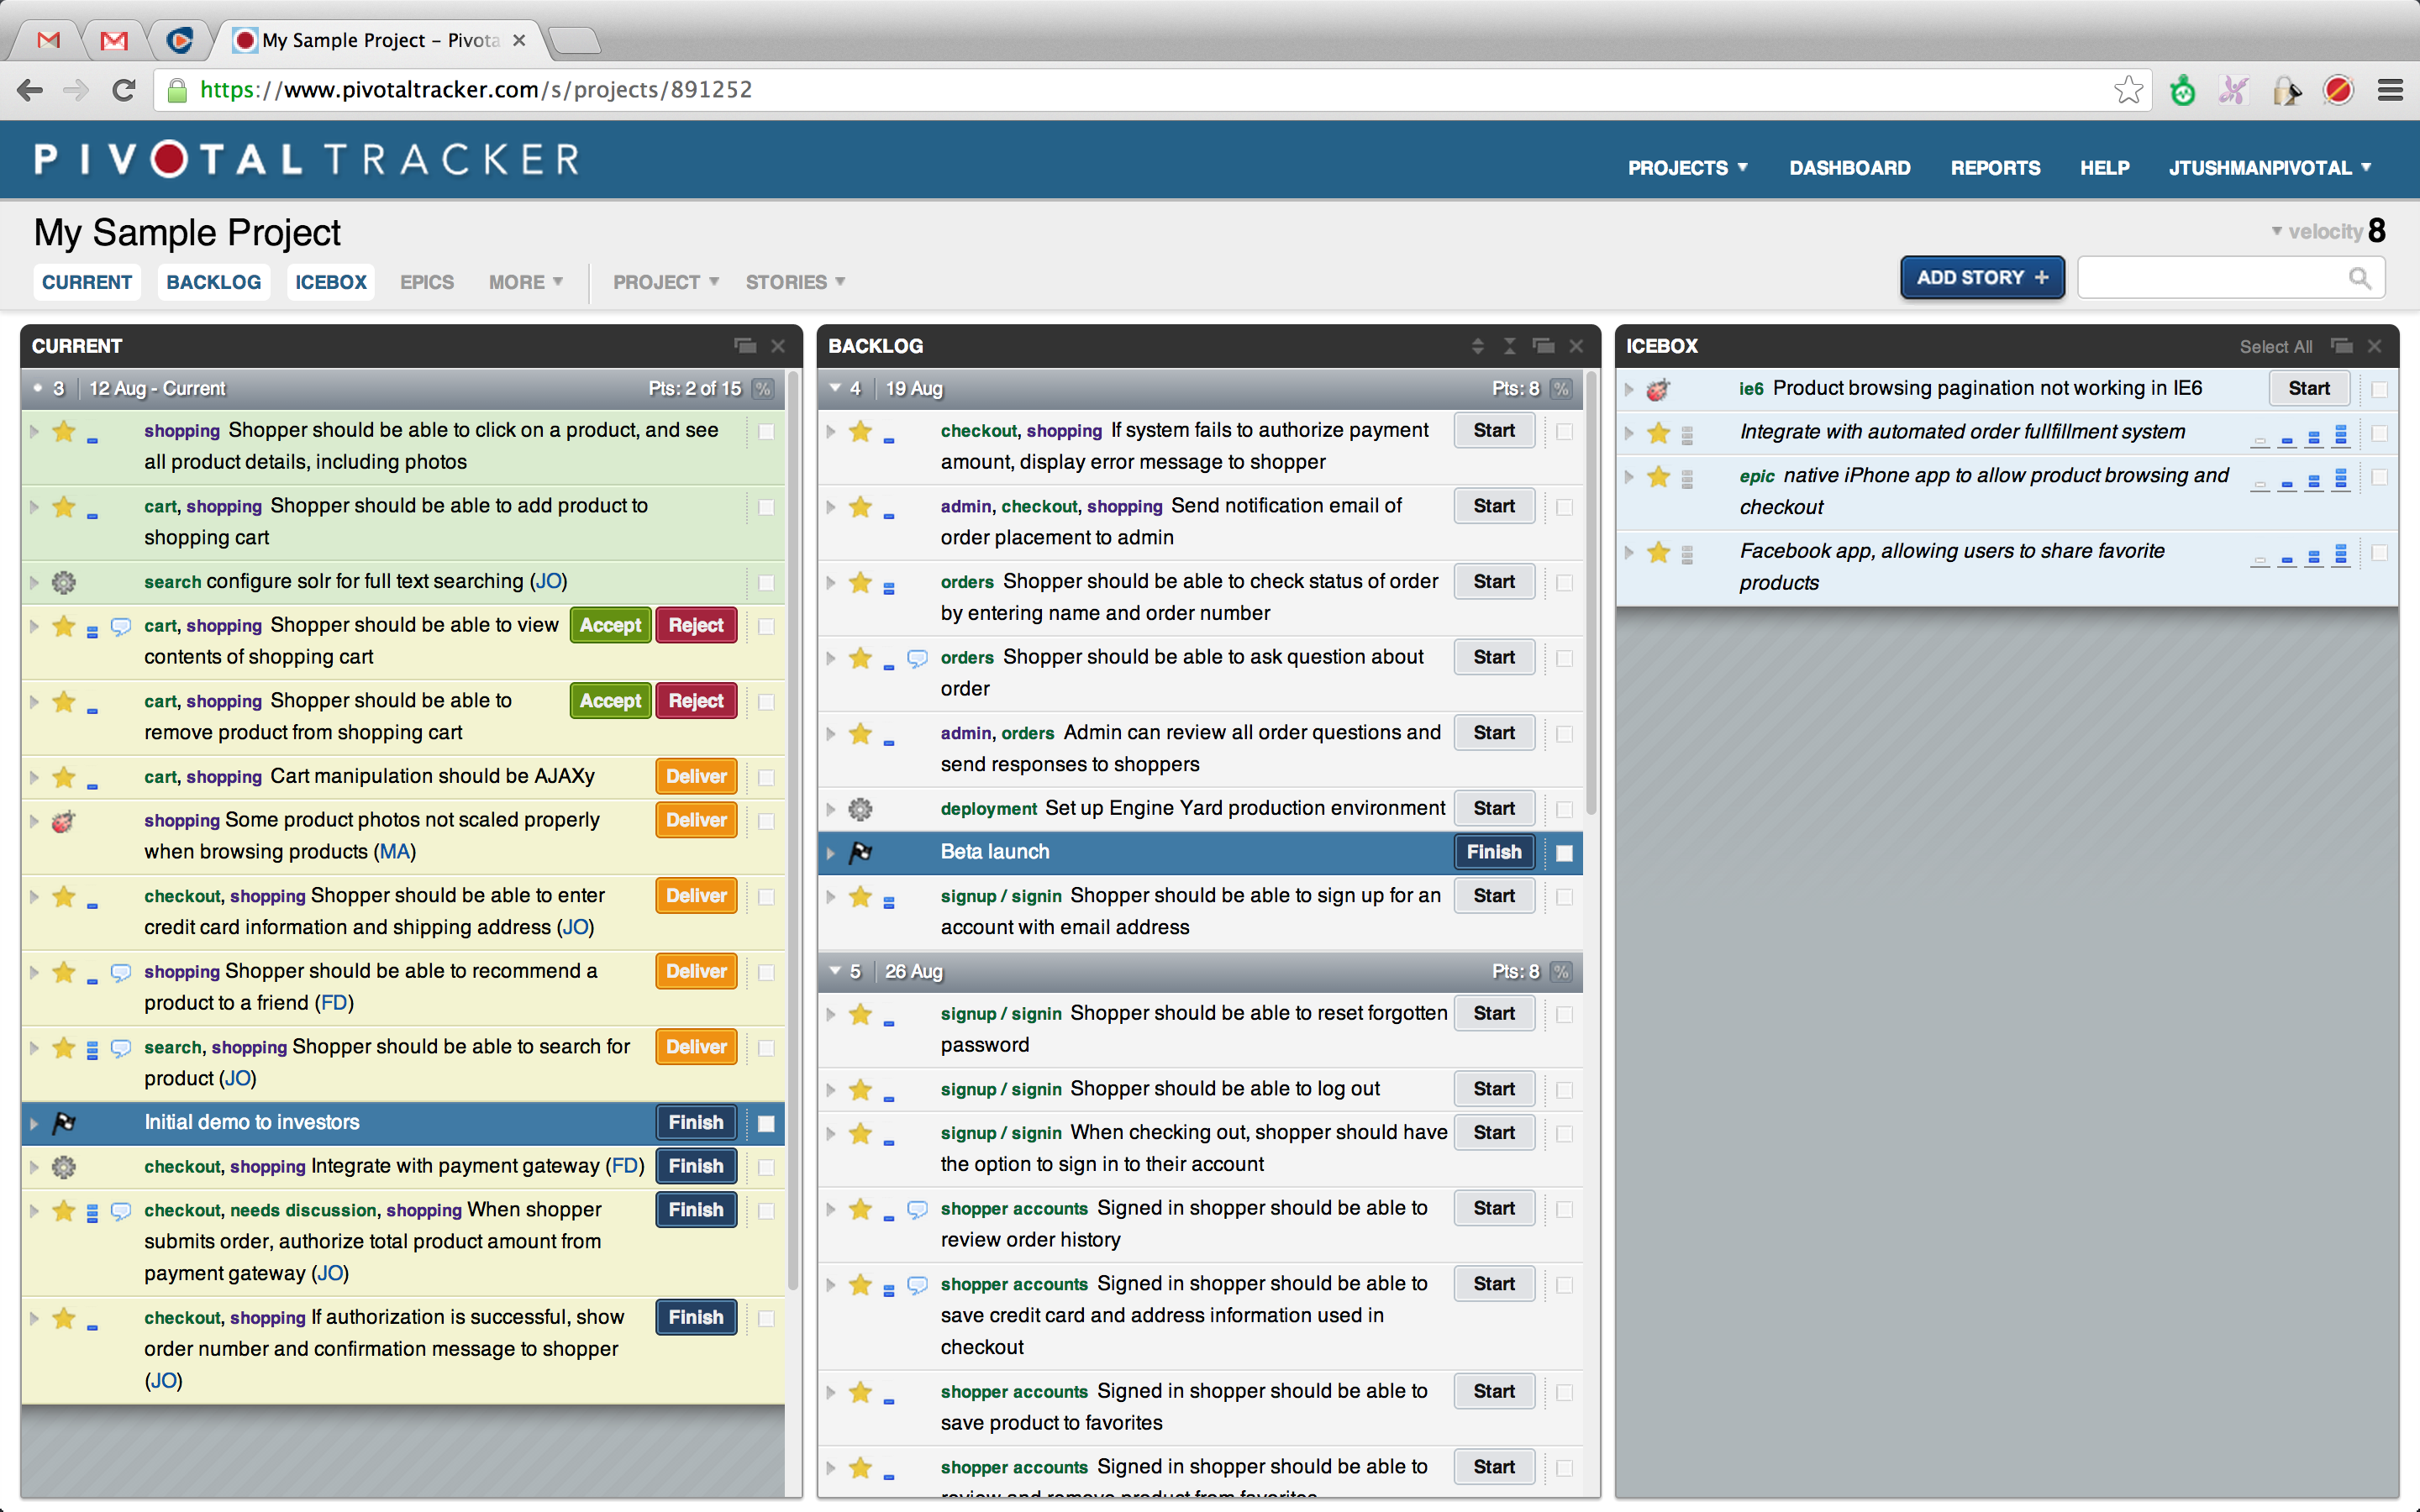 My Sample Project – Pivota
https://www.pivotaltracker.com/s/projects/891252
PIVOTAL TRACKER
PROJECTS DASHBOARD REPORTS HELP JTUSHMANPIVOTAL
My Sample Project
velocity 8
CURRENT BACKLOG ICEBOX EPICS MORE PROJECT STORIES
ADD STORY +
CURRENT
3 12 Aug - Current Pts: 2 of 15 %
shopping Shopper should be able to click on a product, and see
all product details, including photos
cart, shopping Shopper should be able to add product to
shopping cart
search configure solr for full text searching (JO)
cart, shopping Shopper should be able to view Accept Reject
contents of shopping cart
cart, shopping Shopper should be able to Accept Reject
remove product from shopping cart
cart, shopping Cart manipulation should be AJAXy Deliver
shopping Some product photos not scaled properly Deliver
when browsing products (MA)
checkout, shopping Shopper should be able to enter Deliver
credit card information and shipping address (JO)
shopping Shopper should be able to recommend a Deliver
product to a friend (FD)
search, shopping Shopper should be able to search for Deliver
product (JO)
Initial demo to investors Finish
checkout, shopping Integrate with payment gateway (FD) Finish
checkout, needs discussion, shopping When shopper Finish
submits order, authorize total product amount from
payment gateway (JO)
checkout, shopping If authorization is successful, show Finish
order number and confirmation message to shopper
(JO)
BACKLOG
4 19 Aug Pts: 8 %
checkout, shopping If system fails to authorize payment Start
amount, display error message to shopper
admin, checkout, shopping Send notification email of Start
order placement to admin
orders Shopper should be able to check status of order Start
by entering name and order number
orders Shopper should be able to ask question about Start
order
admin, orders Admin can review all order questions and Start
send responses to shoppers
deployment Set up Engine Yard production environment Start
Beta launch Finish
signup / signin Shopper should be able to sign up for an Start
account with email address
5 26 Aug Pts: 8 %
signup / signin Shopper should be able to reset forgotten Start
password
signup / signin Shopper should be able to log out Start
signup / signin When checking out, shopper should have Start
the option to sign in to their account
shopper accounts Signed in shopper should be able to Start
review order history
shopper accounts Signed in shopper should be able to Start
save credit card and address information used in
checkout
shopper accounts Signed in shopper should be able to Start
save product to favorites
shopper accounts Signed in shopper should be able to Start
review and remove product from favorites
ICEBOX Select All
ie6 Product browsing pagination not working in IE6 Start
Integrate with automated order fullfillment system
epic native iPhone app to allow product browsing and
checkout
Facebook app, allowing users to share favorite
products